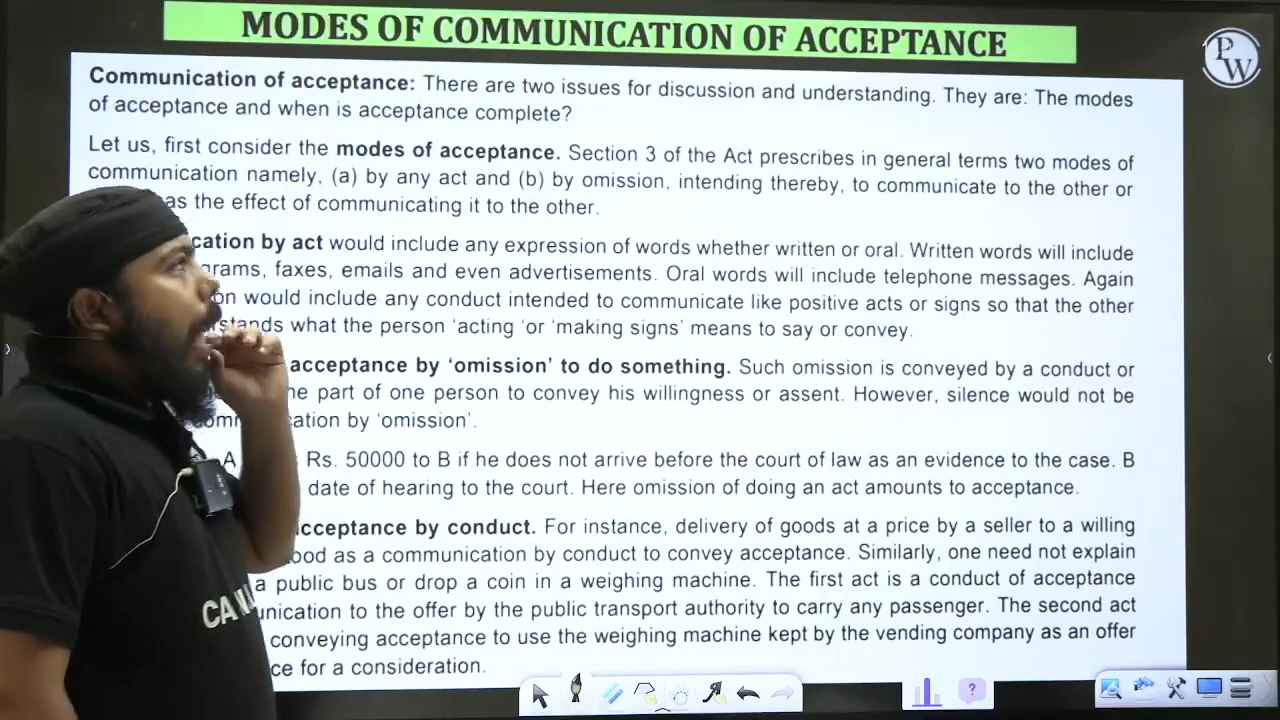 MODES OF COMMUNICATION OF ACCEPTANCE
PW
Communication of acceptance: There are two issues for discussion and understanding. They are: The modes
of acceptance and when is acceptance complete?
Let us, first consider the modes of acceptance. Section 3 of the Act prescribes in general terms two modes of
communication namely, (a) by any act and (b) by omission, intending thereby, to communicate to the other or
as the effect of communicating it to the other.
cation by act would include any expression of words whether written or oral. Written words will include
grams, faxes, emails and even advertisements. Oral words will include telephone messages. Again
on would include any conduct intended to communicate like positive acts or signs so that the other
rstands what the person 'acting 'or 'making signs' means to say or convey.
acceptance by 'omission' to do something. Such omission is conveyed by a conduct or
he part of one person to convey his willingness or assent. However, silence would not be
comm ication by 'omission'.
A Rs. 50000 to B if he does not arrive before the court of law as an evidence to the case. B
date of hearing to the court. Here omission of doing an act amounts to acceptance.
cceptance by conduct. For instance, delivery of goods at a price by a seller to a willing
ood as a communication by conduct to convey acceptance. Similarly, one need not explain
a public bus or drop a coin in a weighing machine. The first act is a conduct of acceptance
unication to the offer by the public transport authority to carry any passenger. The second act
conveying acceptance to use the weighing machine kept by the vending company as an offer
ce for a consideration.
CA